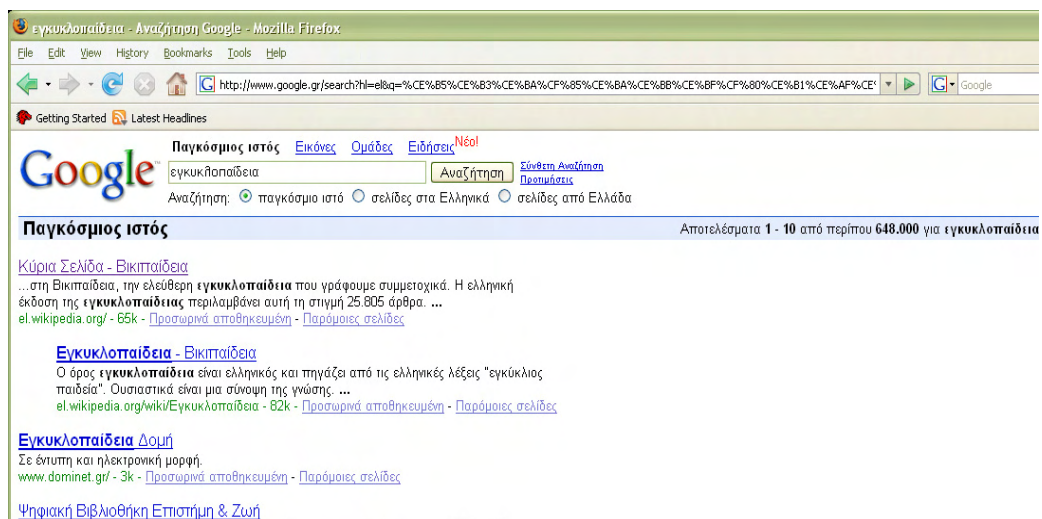 εγκυκλοπαίδεια - Αναζήτηση Google - Mozilla Firefox
File Edit View History Bookmarks Tools Help
http://www.google.gr/search?hl=el&q=%CE%B5%CE%B3%CE%BA%CF%85%CE%BA%CE%BB%CE%BF%CF%80%CE%B1%CE%AF%CE' Google
Getting Started Latest Headlines
Παγκόσμιος ιστός Εικόνες Ομάδες Ειδήσεις Νέο!
Google™ εγκυκλοπαίδεια Αναζήτηση Σύνθετη Αναζήτηση
Προτιμήσεις
Αναζήτηση: παγκόσμιο ιστό σελίδες στα Ελληνικά σελίδες από Ελλάδα
Παγκόσμιος ιστός Αποτελέσματα 1 - 10 από περίπου 648.000 για εγκυκλοπαίδεια
Κύρια Σελίδα - Βικιπαίδεια
...στη Βικιπαίδεια, την ελεύθερη εγκυκλοπαίδεια που γράφουμε συμμετοχικά. Η ελληνική
έκδοση της εγκυκλοπαίδειας περιλαμβάνει αυτή τη στιγμή 25.805 άρθρα. ...
el.wikipedia.org/ - 65k - Προσωρινά αποθηκευμένη - Παρόμοιες σελίδες
Εγκυκλοπαίδεια - Βικιπαίδεια
Ο όρος εγκυκλοπαίδεια είναι ελληνικός και πηγάζει από τις ελληνικές λέξεις "εγκύκλιος
παιδεία". Ουσιαστικά είναι μια σύνοψη της γνώσης. ...
el.wikipedia.org/wiki/Εγκυκλοπαίδεια - 82k - Προσωρινά αποθηκευμένη - Παρόμοιες σελίδες
Εγκυκλοπαίδεια Δομή
Σε έντυπη και ηλεκτρονική μορφή.
www.dominet.gr/ - 3k - Προσωρινά αποθηκευμένη - Παρόμοιες σελίδες
Ψηφιακή Βιβλιοθήκη Επιστήμη & Ζωή